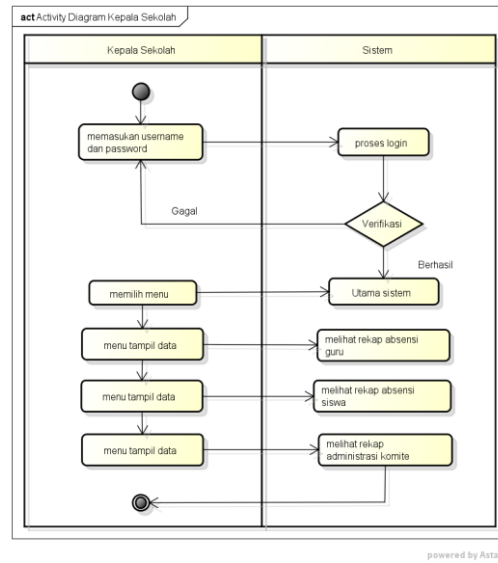 act Activity Diagram Kepala Sekolah
Kepala Sekolah
Sistem
memasukan username
dan password
proses login
Verifikasi
Gagal
Berhasil
memilih menu
Utama sistem
menu tampil data
melihat rekap absensi
guru
menu tampil data
melihat rekap absensi
siswa
menu tampil data
melihat rekap
administrasi komite
powered by Asta